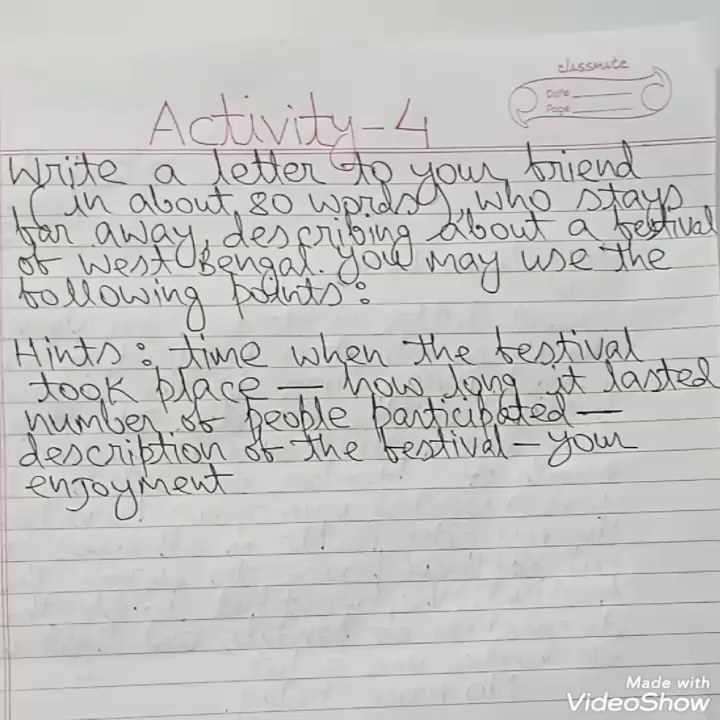 classmate
Date
Page
Activity-4
Write a letter to your friend
(in about 80 words), who stays
far away, describing about a festival
of West Bengal. You may use the
following points:
Hints: time when the festival
took place — how long it lasted
number of people participated —
description of the festival - your
enjoyment
Made with
VideoShow